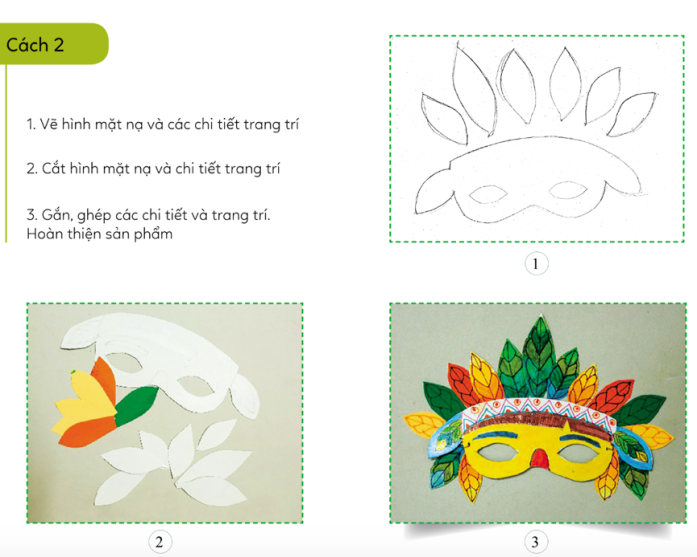 Cách 2
1. Vẽ hình mặt nạ và các chi tiết trang trí
2. Cắt hình mặt nạ và chi tiết trang trí
3. Gắn, ghép các chi tiết và trang trí.
Hoàn thiện sản phẩm
1
2
3